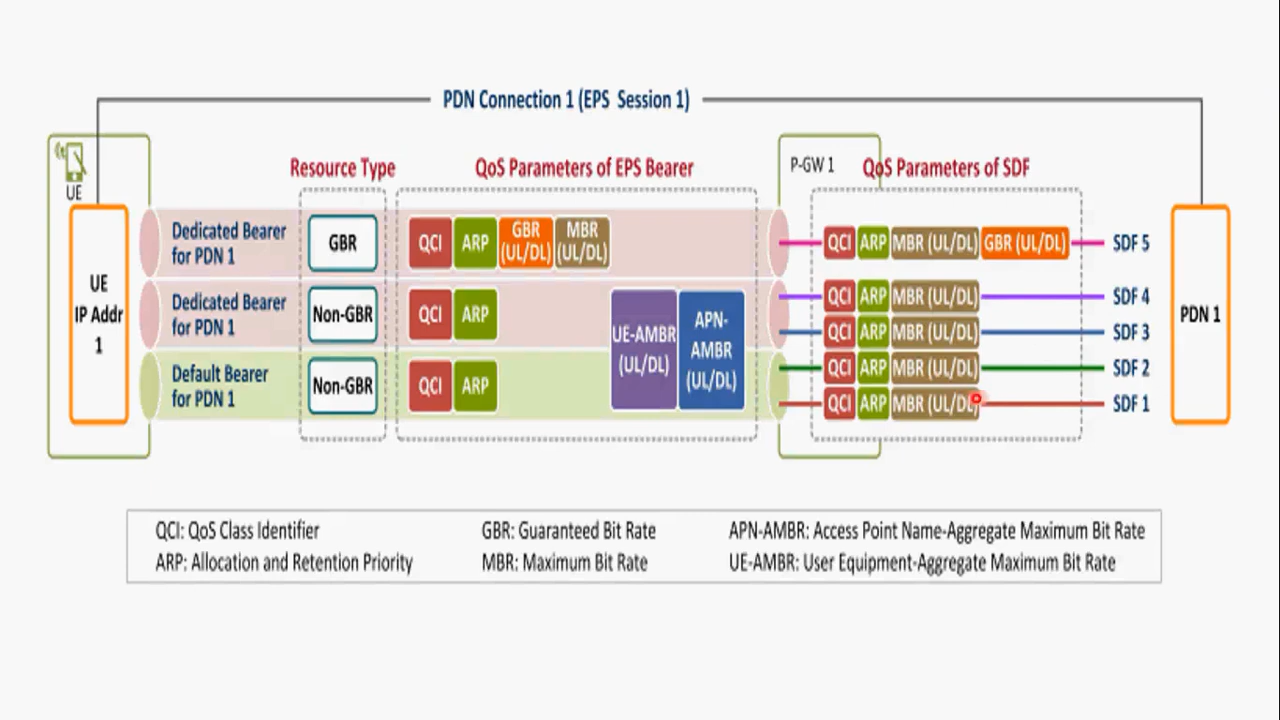 PDN Connection 1 (EPS Session 1)
UE
P-GW 1
Resource Type
QoS Parameters of EPS Bearer
QoS Parameters of SDF
UE
IP Addr
1
Dedicated Bearer
for PDN 1
GBR
QCI
ARP
GBR
(UL/DL)
MBR
(UL/DL)
QCI ARP MBR (UL/DL) GBR (UL/DL)
SDF 5
Dedicated Bearer
for PDN 1
Non-GBR
QCI
ARP
UE-AMBR
(UL/DL)
APN-
AMBR
(UL/DL)
QCI ARP MBR (UL/DL)
SDF 4
QCI ARP MBR (UL/DL)
SDF 3
Default Bearer
for PDN 1
Non-GBR
QCI
ARP
QCI ARP MBR (UL/DL)
SDF 2
QCI ARP MBR (UL/DL)
SDF 1
PDN 1
QCI: QoS Class Identifier
GBR: Guaranteed Bit Rate
APN-AMBR: Access Point Name-Aggregate Maximum Bit Rate
ARP: Allocation and Retention Priority
MBR: Maximum Bit Rate
UE-AMBR: User Equipment-Aggregate Maximum Bit Rate